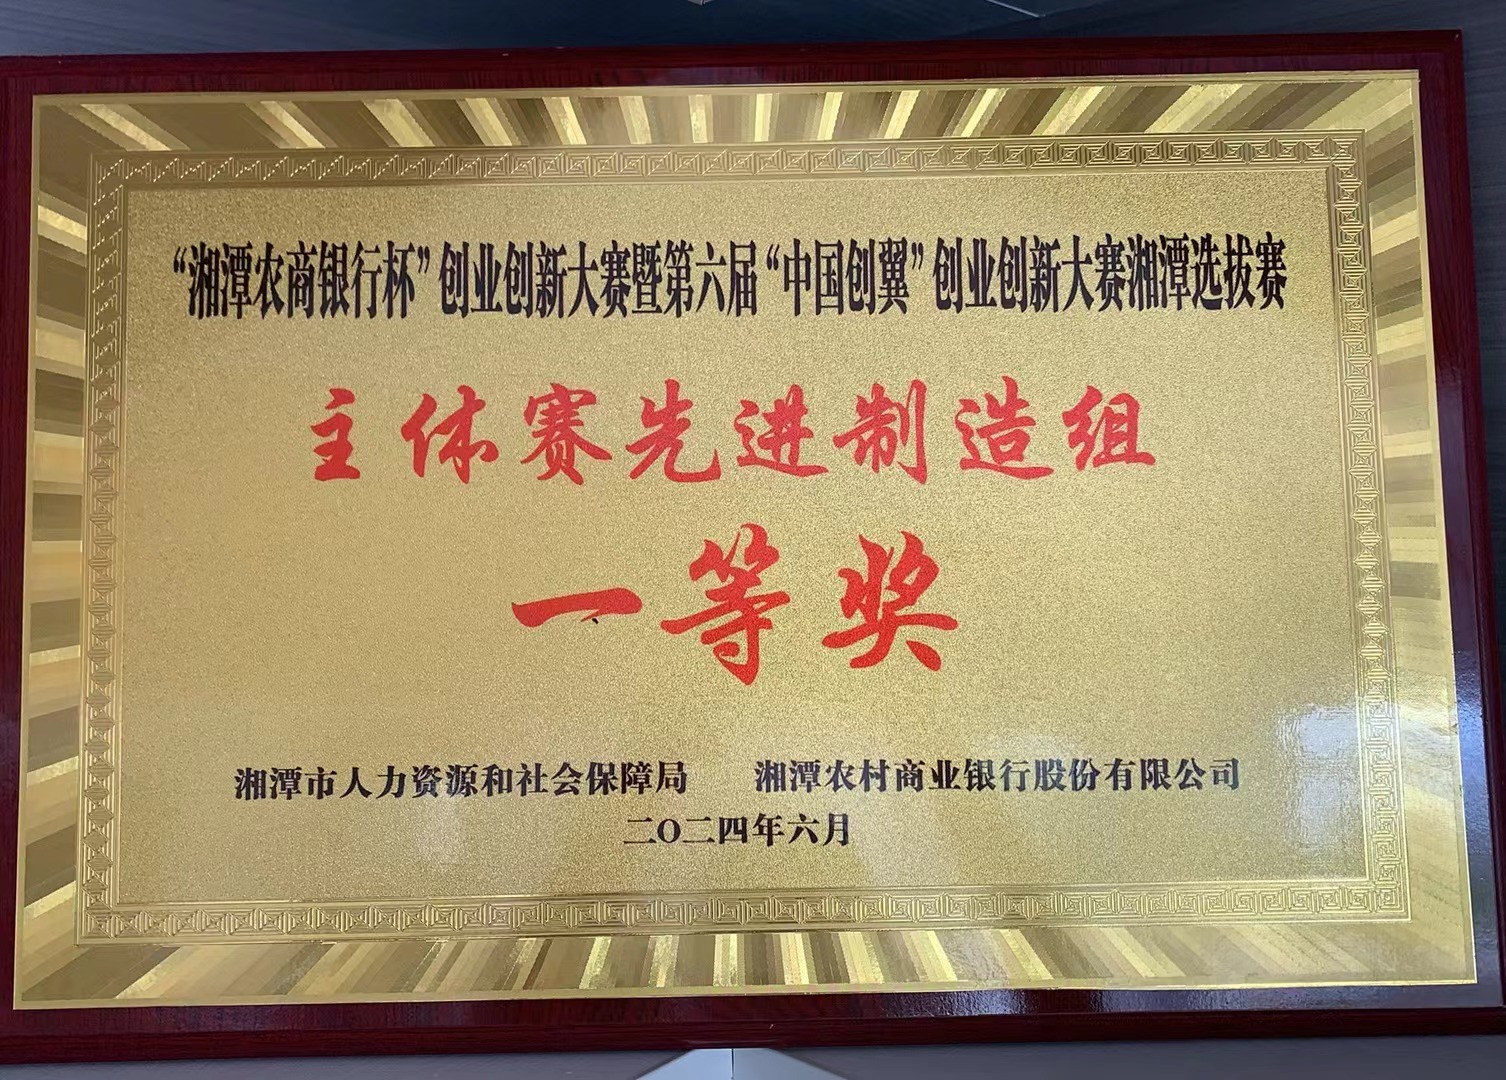 “湘潭农商银行杯”创业创新大赛暨第六届“中国创翼”创业创新大赛湘潭选拔赛
主体赛先进制造组
一等奖
湘潭市人力资源和社会保障局 湘潭农村商业银行股份有限公司
二〇二四年六月